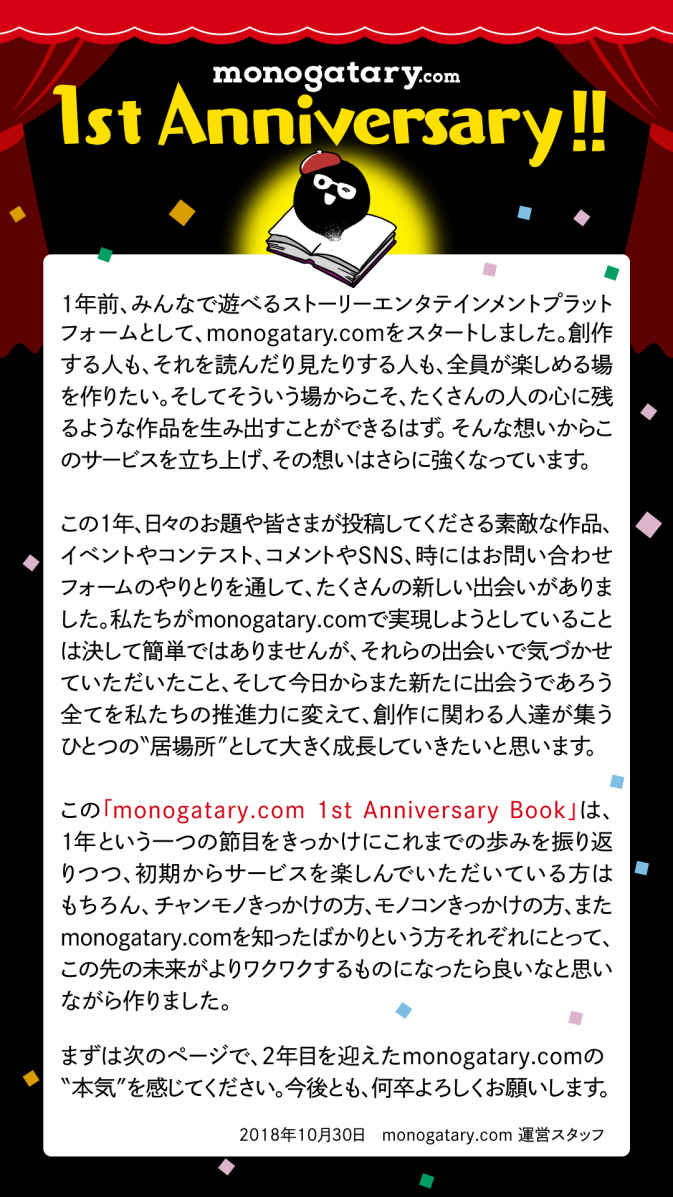 monogatary.com
1st Anniversary!!
1年前、みんなで遊べるストーリーエンタテインメントプラット
フォームとして、monogatary.comをスタートしました。創作
する人も、それを読んだり見たりする人も、全員が楽しめる場
を作りたい。そしてそういう場からこそ、たくさんの人の心に残
るような作品を生み出すことができるはず。そんな想いからこ
のサービスを立ち上げ、その想いはさらに強くなっています。
この1年、日々のお題や皆さまが投稿してくださる素敵な作品、
イベントやコンテスト、コメントやSNS、時にはお問い合わせ
フォームのやりとりを通して、たくさんの新しい出会いがありま
した。私たちがmonogatary.comで実現しようとしていること
は決して簡単ではありませんが、それらの出会いで気づかせ
ていただいたこと、そして今日からまた新たに出会うであろう
全てを私たちの推進力に変えて、創作に関わる人達が集う
ひとつの“居場所”として大きく成長していきたいと思います。
この「monogatary.com 1st Anniversary Book」は、
1年という一つの節目をきっかけにこれまでの歩みを振り返
りつつ、初期からサービスを楽しんでいただいている方は
もちろん、チャンモノきっかけの方、モノコンきっかけの方、また
monogatary.comを知ったばかりという方それぞれにとって、
この先の未来がよりワクワクするものになったら良いなと思い
ながら作りました。
まずは次のページで、2年目を迎えたmonogatary.comの
“本気”を感じてください。今後とも、何卒よろしくお願いします。
2018年10月30日 monogatary.com 運営スタッフ